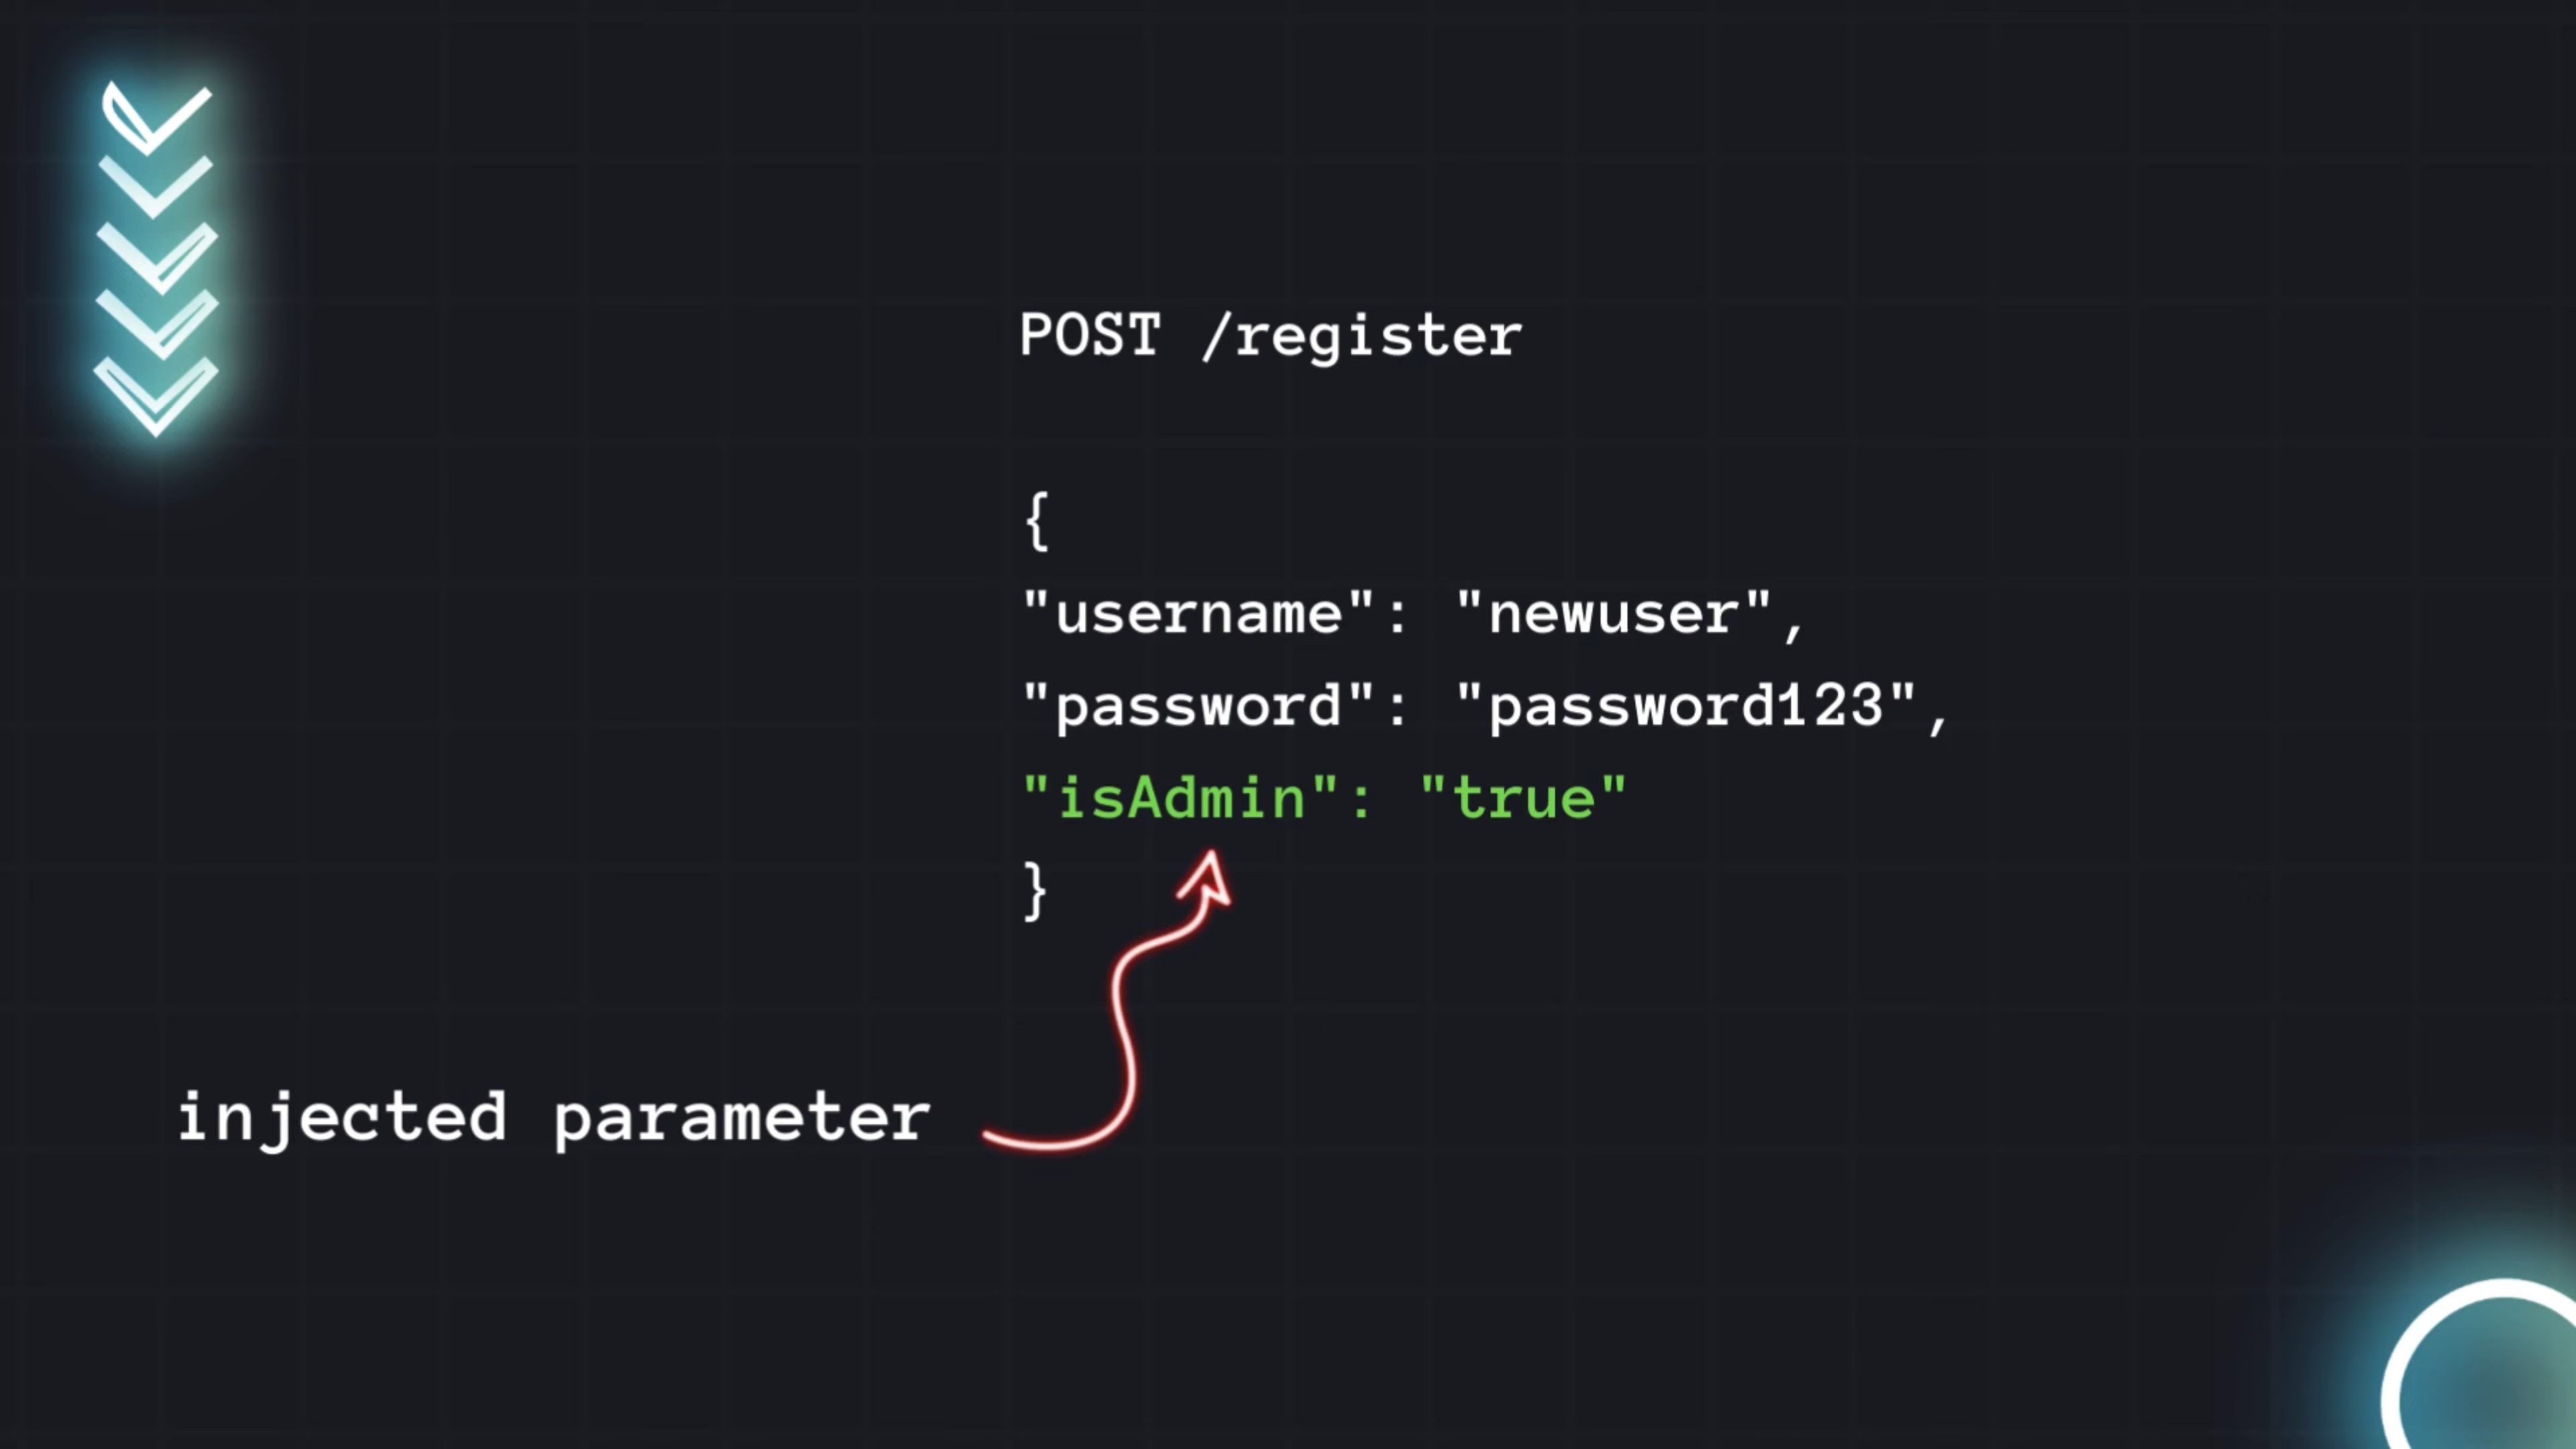 POST /register
{
"username": "newuser",
"password": "password123",
"isAdmin": "true"
}
injected parameter